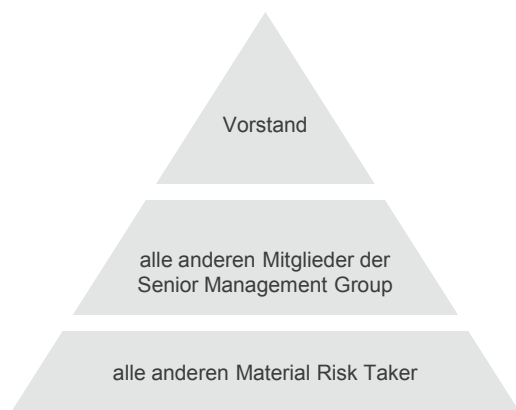 Vorstand
alle anderen Mitglieder der
Senior Management Group
alle anderen Material Risk Taker